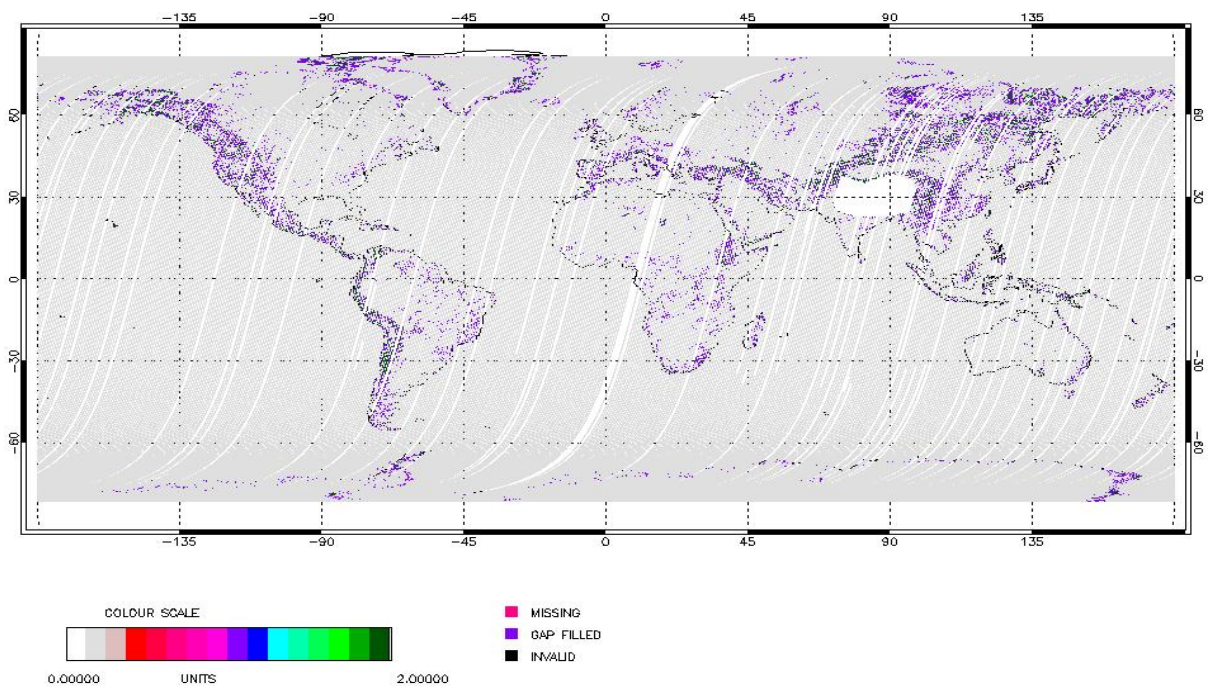 −135 −90 −45 0 45 90 135
60 60
30 30
0 0
−30 −30
−60 −60
−135 −90 −45 0 45 90 135
COLOUR SCALE
MISSING
GAP FILLED
INVALID
0.00000 UNITS 2.00000